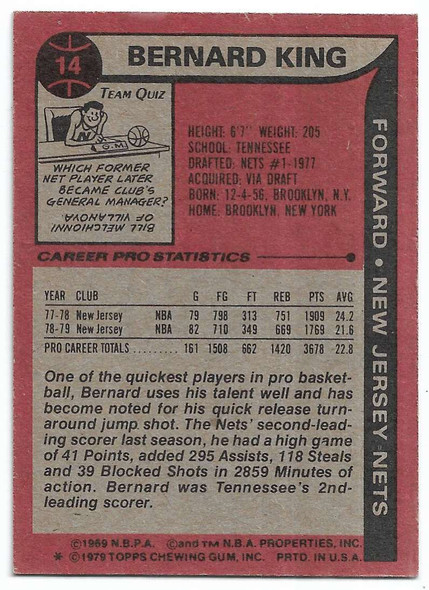 14
BERNARD KING
TEAM QUIZ
G.M.
WHICH FORMER
NET PLAYER LATER
BECAME CLUB'S
GENERAL MANAGER?
BILL MELCHIONNI
OF VILLANOVA
HEIGHT: 6'7" WEIGHT: 205
SCHOOL: TENNESSEE
DRAFTED: NETS #1-1977
ACQUIRED: VIA DRAFT
BORN: 12-4-56, BROOKLYN, N.Y.
HOME: BROOKLYN, NEW YORK
FORWARD • NEW JERSEY NETS
CAREER PRO STATISTICS
YEAR CLUB G FG FT REB PTS AVG
77-78 New Jersey NBA 79 798 313 751 1909 24.2
78-79 New Jersey NBA 82 710 349 669 1769 21.6
PRO CAREER TOTALS ......... 161 1508 662 1420 3678 22.8
One of the quickest players in pro basket-
ball, Bernard uses his talent well and has
become noted for his quick release turn-
around jump shot. The Nets' second-lead-
ing scorer last season, he had a high game
of 41 Points, added 295 Assists, 118 Steals
and 39 Blocked Shots in 2859 Minutes of
action. Bernard was Tennessee's 2nd-
leading scorer.
©1969 N.B.P.A. ©and TM N.B.A. PROPERTIES, INC.
* ©1979 TOPPS CHEWING GUM, INC. PRTD. IN U.S.A.